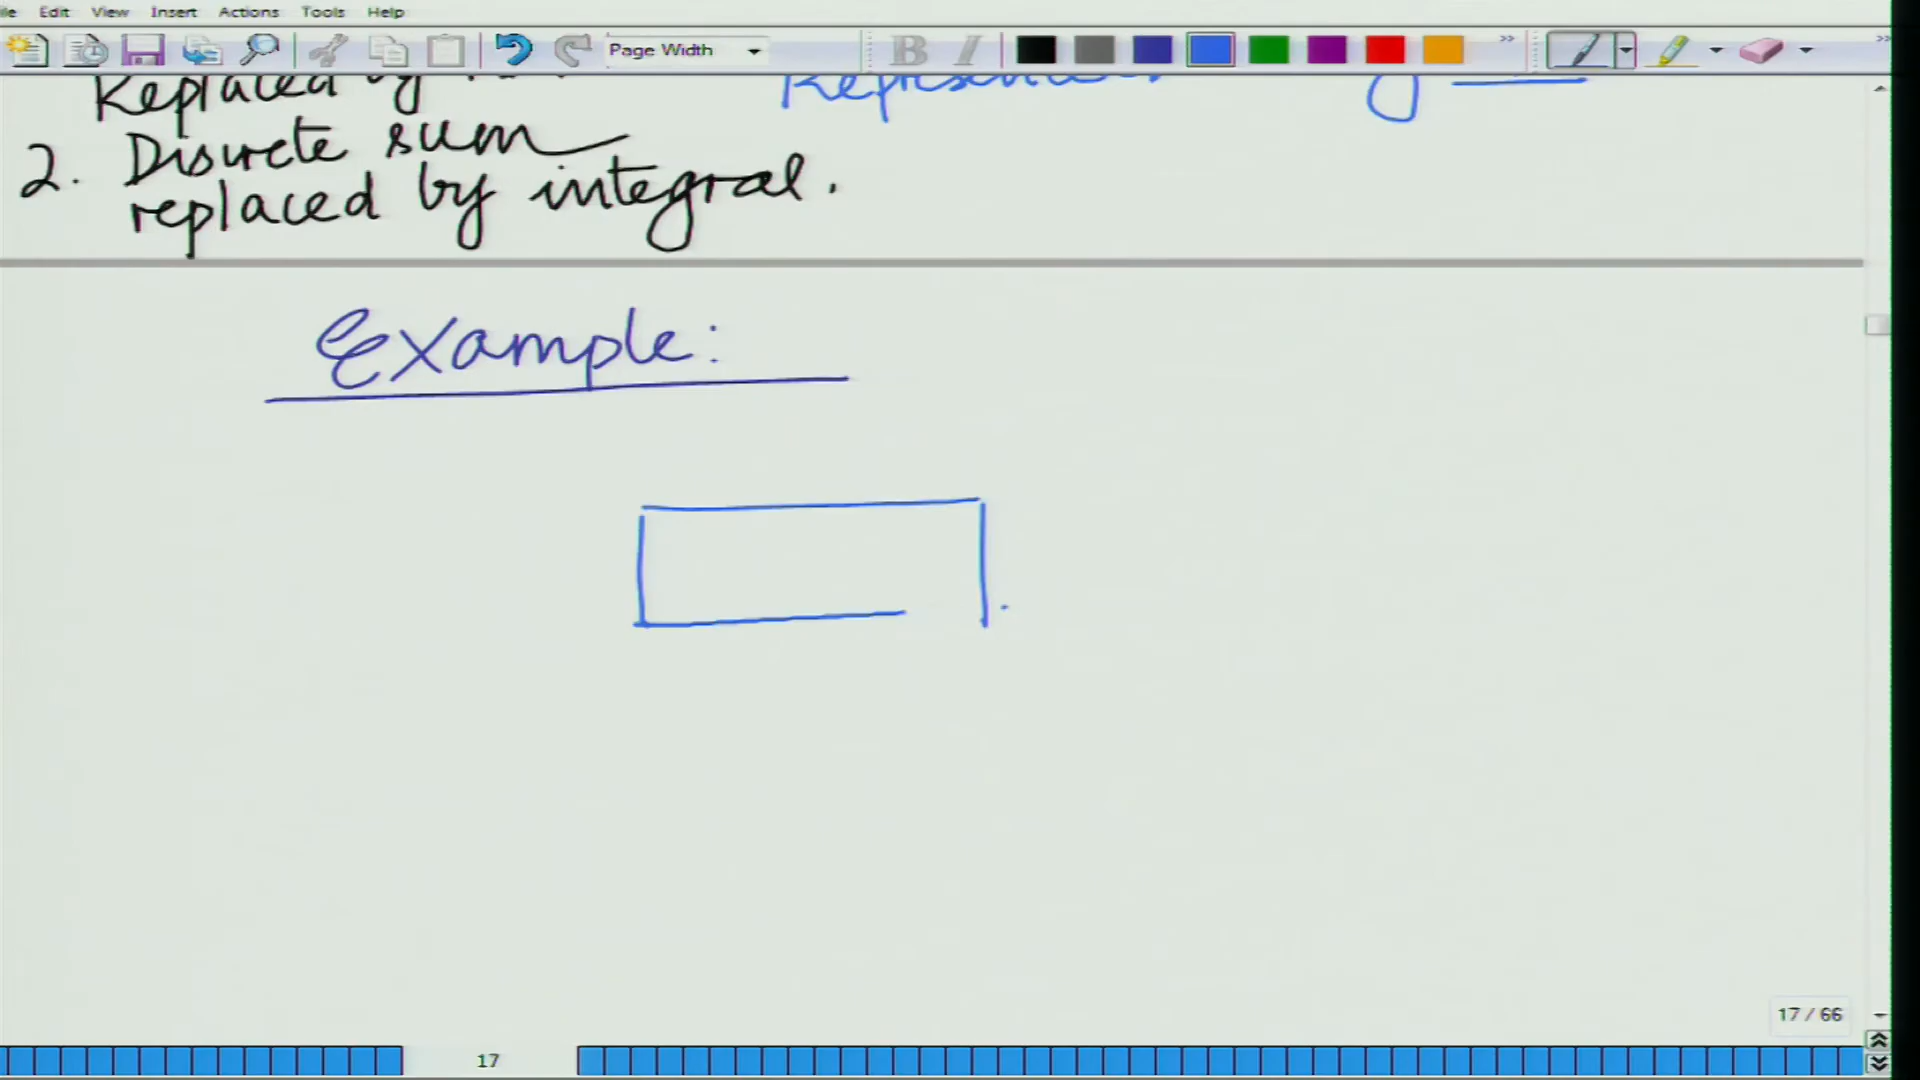 Edit View Insert Actions Tools Help
Page Width
Replaced by
2. Discrete sum
replaced by integral.
Example:
17 / 66
17